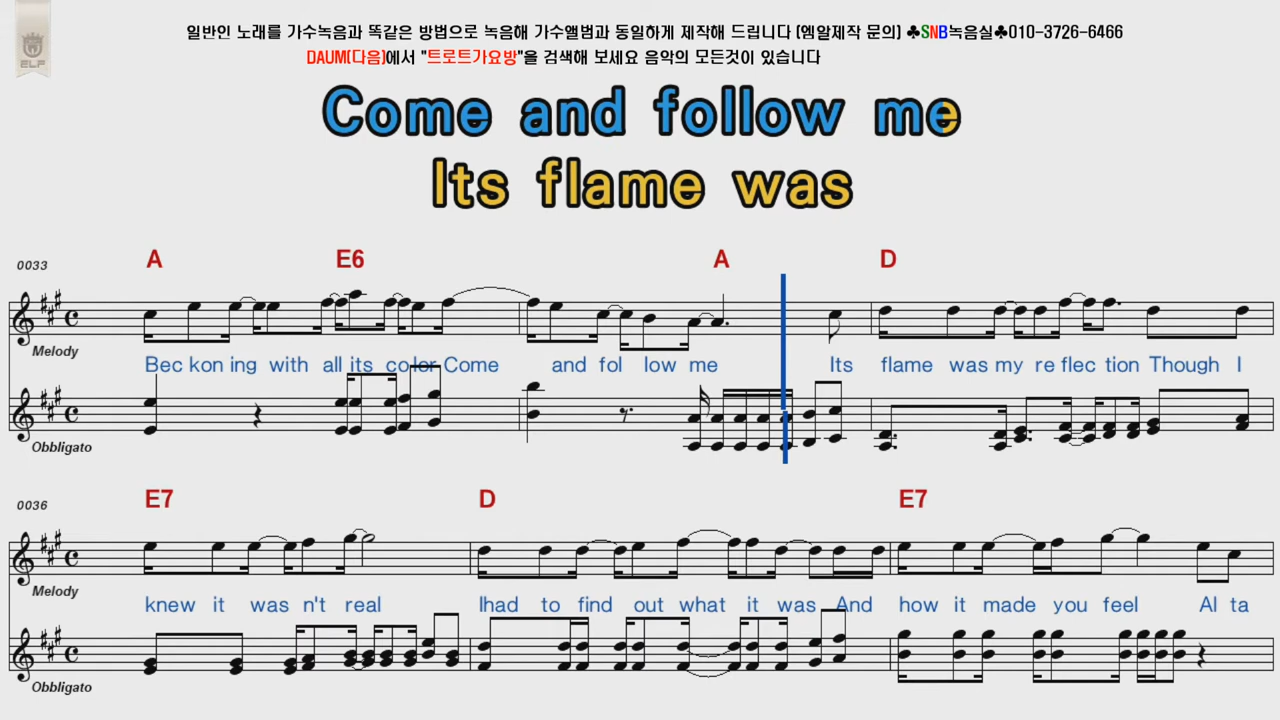 일반인 노래를 가수녹음과 똑같은 방법으로 녹음해 가수앨범과 동일하게 제작해 드립니다 (엠알제작 문의) ♣SNB녹음실♣010-3726-6466
ELF
DAUM(다음)에서 "트로트가요방"을 검색해 보세요 음악의 모든것이 있습니다
Come and follow me
Its flame was
0033
A E6 A D
Melody
Bec kon ing with all its co lor Come and fol low me Its flame was my re flec tion Though I
Obbligato
0036
E7 D E7
Melody
knew it was n't real Ihad to find out what it was And how it made you feel Al ta
Obbligato